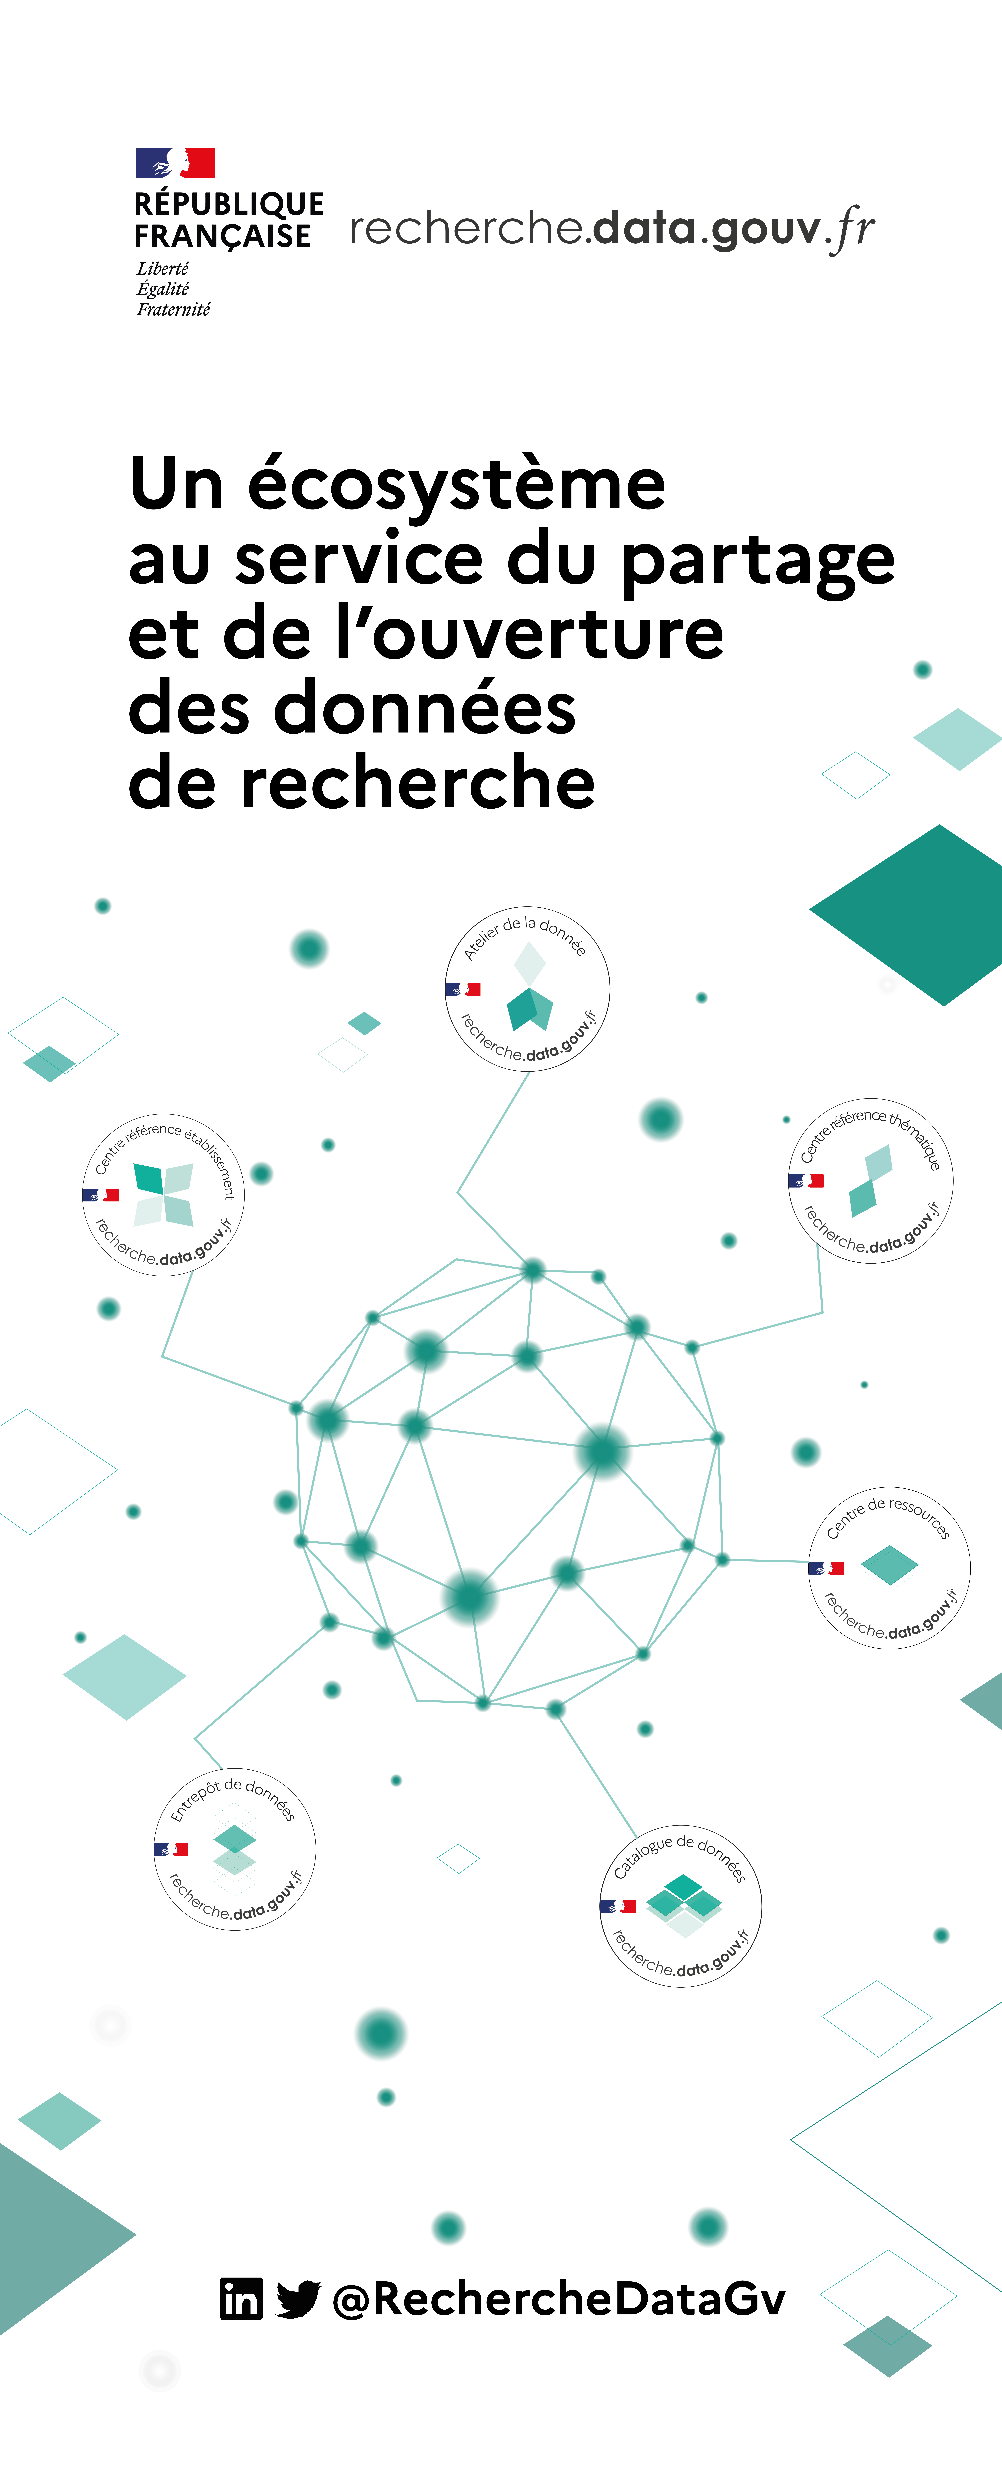 RÉPUBLIQUE
FRANÇAISE
Liberté
Égalité
Fraternité
recherche.data.gouv.fr
Un écosystème
au service du partage
et de l’ouverture
des données
de recherche
Atelier de la donnée
recherche.data.gouv.fr
Centre référence établissement
recherche.data.gouv.fr
Centre référence thématique
recherche.data.gouv.fr
Centre de ressources
recherche.data.gouv.fr
Entrepôt de données
recherche.data.gouv.fr
Catalogue de données
recherche.data.gouv.fr
in @RechercheDataGv